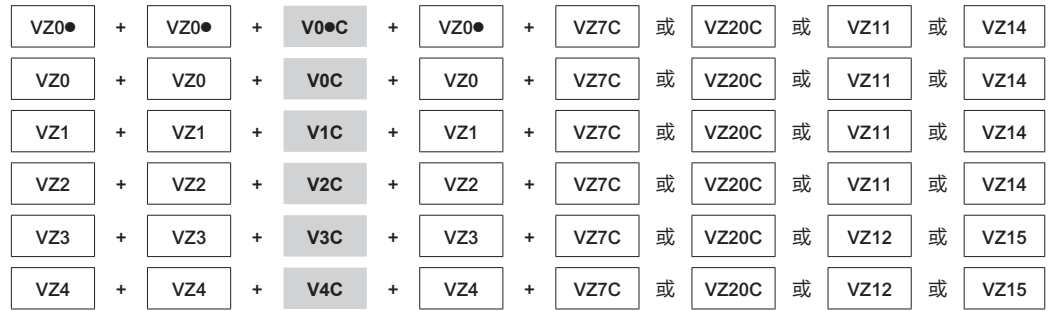 VZ0● + VZ0● + V0●C + VZ0● + VZ7C 或 VZ20C 或 VZ11 或 VZ14
VZ0 + VZ0 + V0C + VZ0 + VZ7C 或 VZ20C 或 VZ11 或 VZ14
VZ1 + VZ1 + V1C + VZ1 + VZ7C 或 VZ20C 或 VZ11 或 VZ14
VZ2 + VZ2 + V2C + VZ2 + VZ7C 或 VZ20C 或 VZ11 或 VZ14
VZ3 + VZ3 + V3C + VZ3 + VZ7C 或 VZ20C 或 VZ12 或 VZ15
VZ4 + VZ4 + V4C + VZ4 + VZ7C 或 VZ20C 或 VZ12 或 VZ15